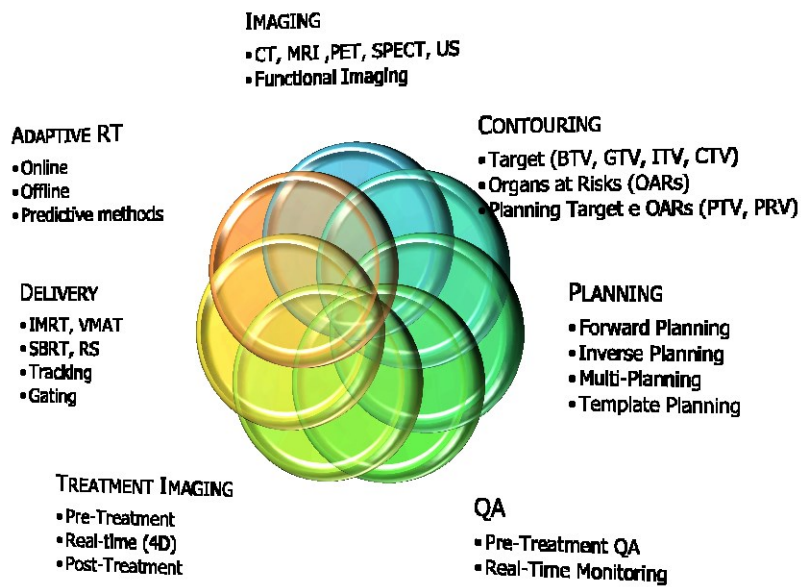 IMAGING
•CT, MRI ,PET, SPECT, US
•Functional Imaging
CONTOURING
•Target (BTV, GTV, ITV, CTV)
•Organs at Risks (OARs)
•Planning Target e OARs (PTV, PRV)
PLANNING
•Forward Planning
•Inverse Planning
•Multi-Planning
•Template Planning
QA
•Pre-Treatment QA
•Real-Time Monitoring
TREATMENT IMAGING
•Pre-Treatment
•Real-time (4D)
•Post-Treatment
DELIVERY
•IMRT, VMAT
•SBRT, RS
•Tracking
•Gating
ADAPTIVE RT
•Online
•Offline
•Predictive methods